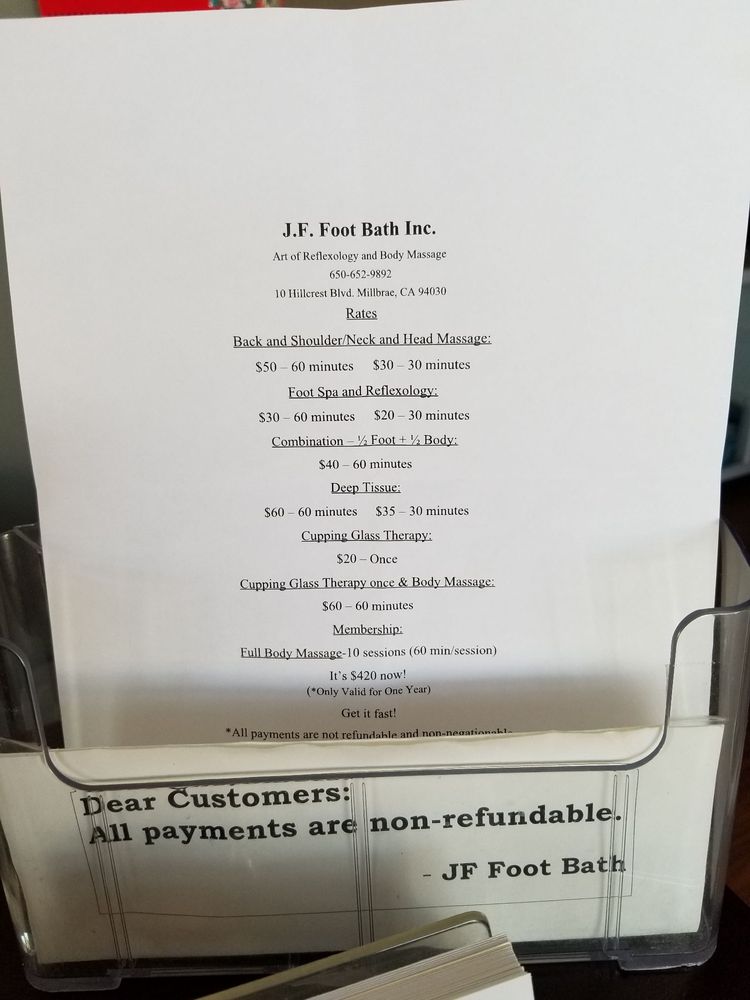 J.F. Foot Bath Inc.
Art of Reflexology and Body Massage
650-652-9892
10 Hillcrest Blvd. Millbrae, CA 94030
Rates
Back and Shoulder/Neck and Head Massage:
$50 – 60 minutes $30 – 30 minutes
Foot Spa and Reflexology:
$30 – 60 minutes $20 – 30 minutes
Combination – ½ Foot + ½ Body:
$40 – 60 minutes
Deep Tissue:
$60 – 60 minutes $35 – 30 minutes
Cupping Glass Therapy:
$20 – Once
Cupping Glass Therapy once & Body Massage:
$60 – 60 minutes
Membership:
Full Body Massage-10 sessions (60 min/session)
It's $420 now!
(*Only Valid for One Year)
Get it fast!
*All payments are not refundable and non-negationable
Dear Customers:
All payments are non-refundable.
- JF Foot Bath